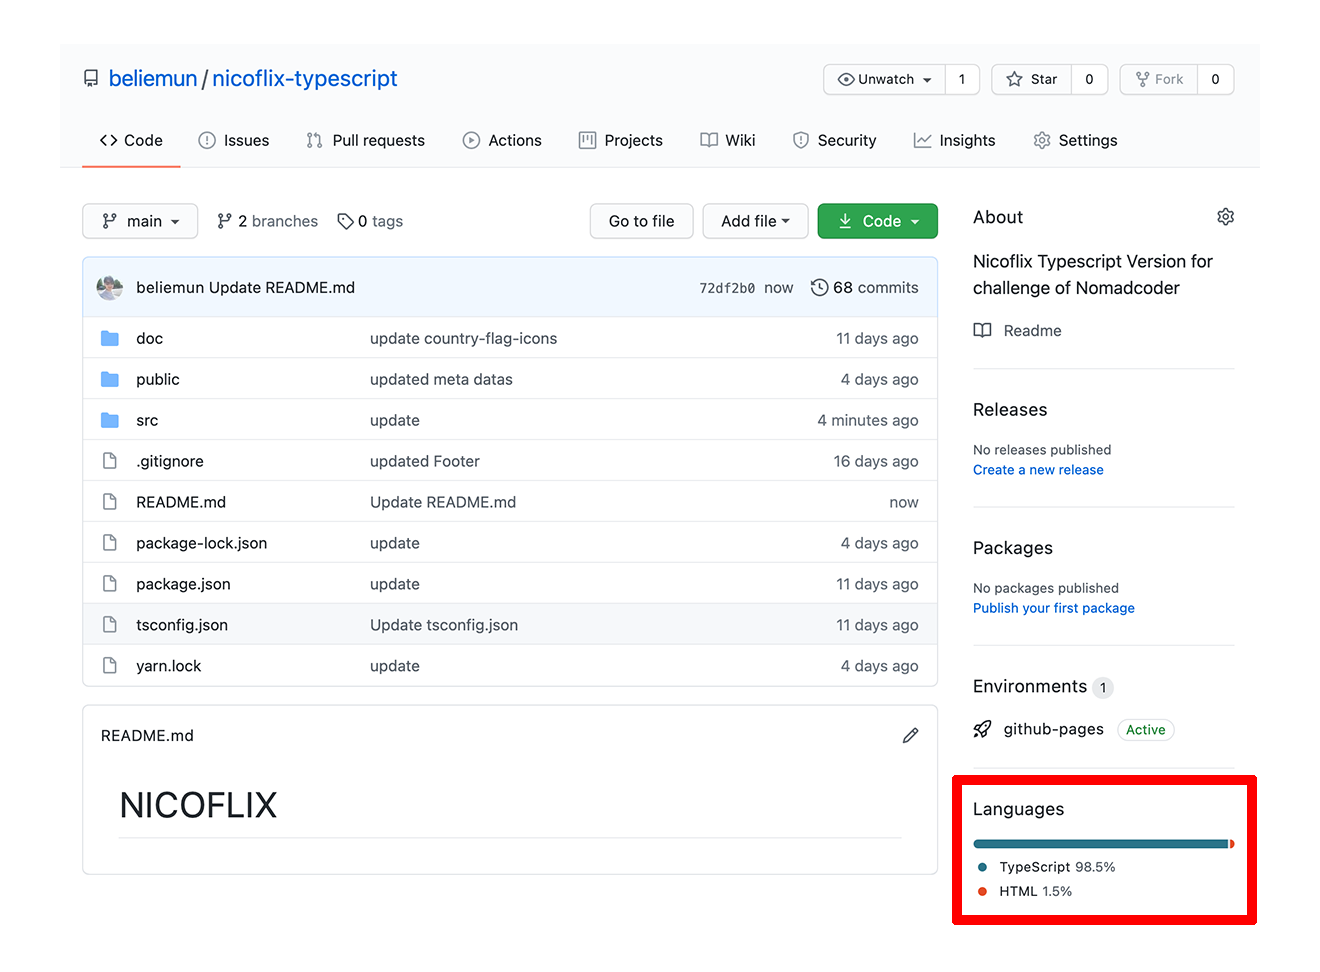 beliemun / nicoflix-typescript
Unwatch 1 Star 0 Fork 0
Code Issues Pull requests Actions Projects Wiki Security Insights Settings
main 2 branches 0 tags Go to file Add file Code
beliemun Update README.md 72df2b0 now 68 commits
doc update country-flag-icons 11 days ago
public updated meta datas 4 days ago
src update 4 minutes ago
.gitignore updated Footer 16 days ago
README.md Update README.md now
package-lock.json update 4 days ago
package.json update 11 days ago
tsconfig.json Update tsconfig.json 11 days ago
yarn.lock update 4 days ago
README.md
NICOFLIX
About
Nicoflix Typescript Version for
challenge of Nomadcoder
Readme
Releases
No releases published
Create a new release
Packages
No packages published
Publish your first package
Environments 1
github-pages Active
Languages
TypeScript 98.5%
HTML 1.5%